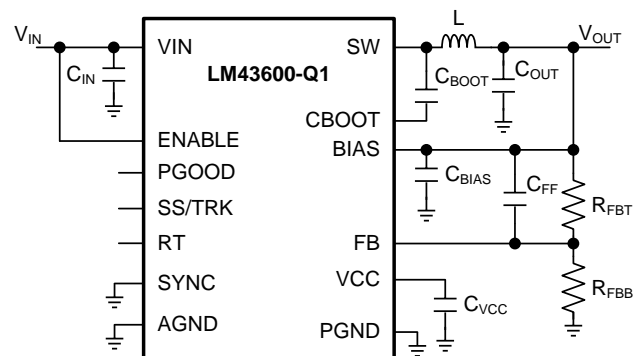 V_IN
C_IN
VIN
ENABLE
PGOOD
SS/TRK
RT
SYNC
AGND
LM43600-Q1
SW
CBOOT
BIAS
FB
VCC
PGND
L
V_OUT
C_BOOT
C_OUT
C_BIAS
C_FF
R_FBT
R_FBB
C_VCC